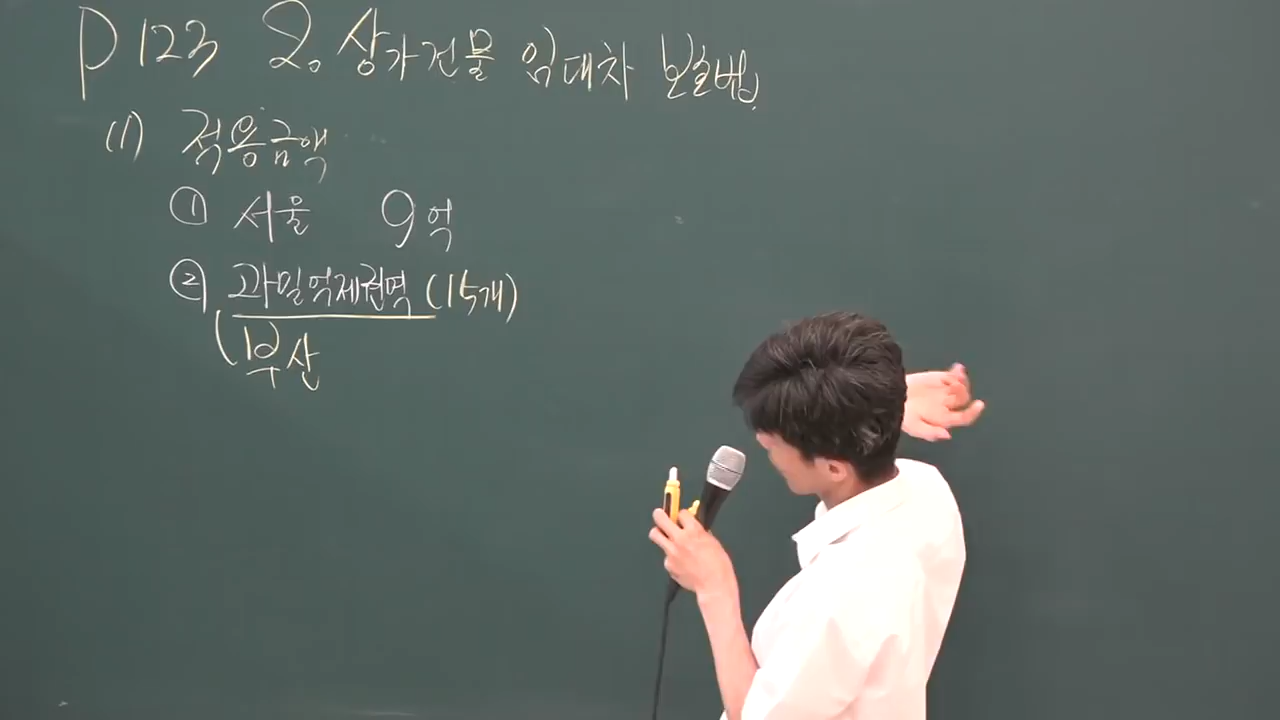 P 123 2. 상가건물 임대차 보호법
(1) 적용금액
① 서울 9억
② 과밀억제권역 (15개)
(부산